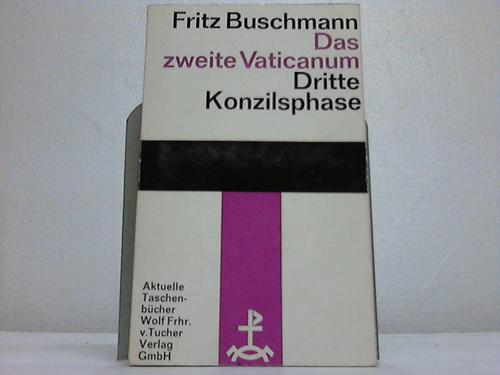 Fritz Buschmann
Das
zweite Vaticanum
Dritte
Konzilsphase
Aktuelle
Taschen-
bücher
Wolf Frhr.
v.Tucher
Verlag
GmbH